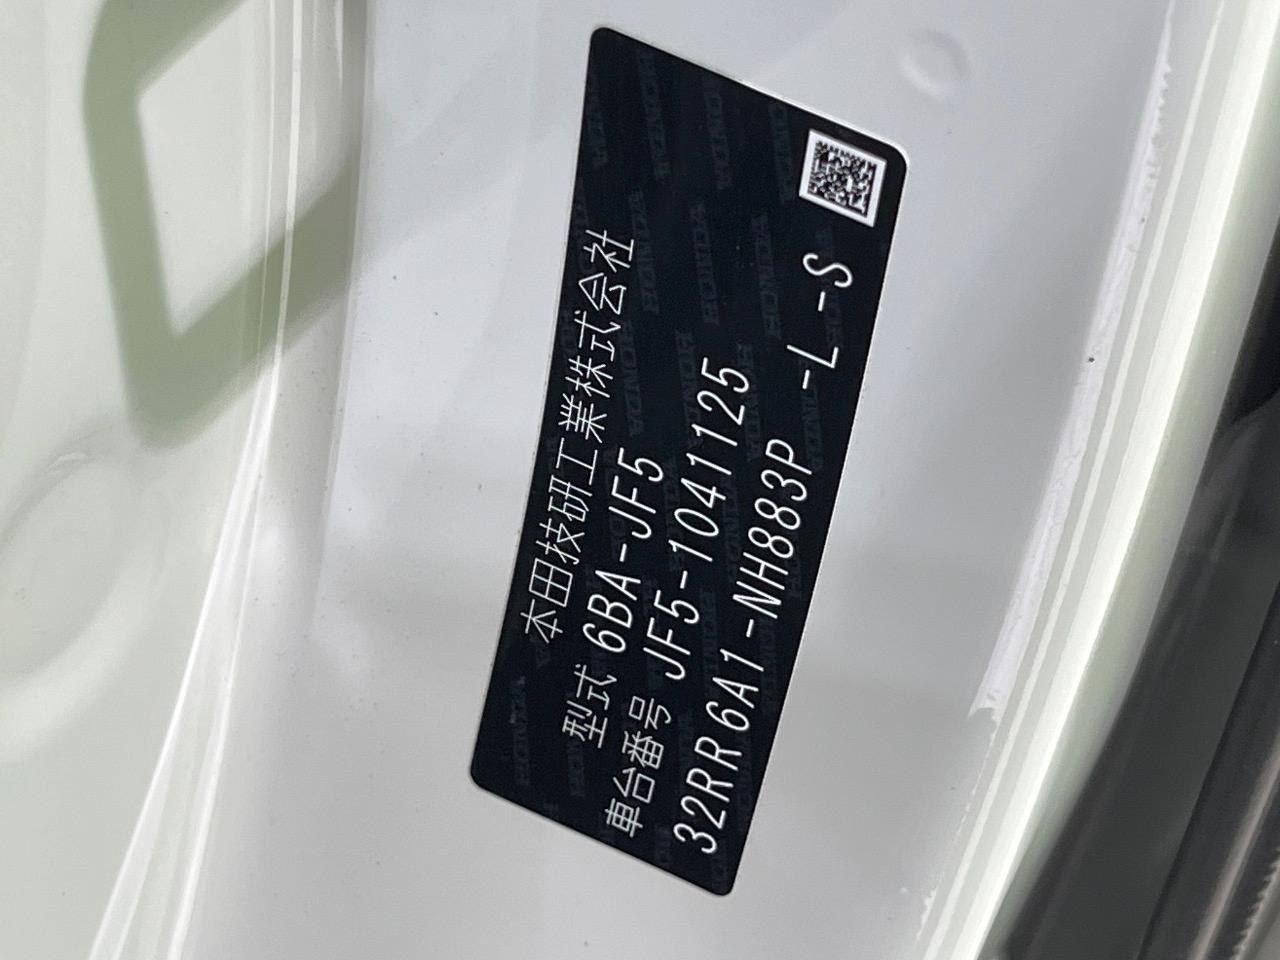 本田技研工業株式会社
型式 6BA-JF5
車台番号 JF5-1041125
32RR6A1-NH883P -L-S